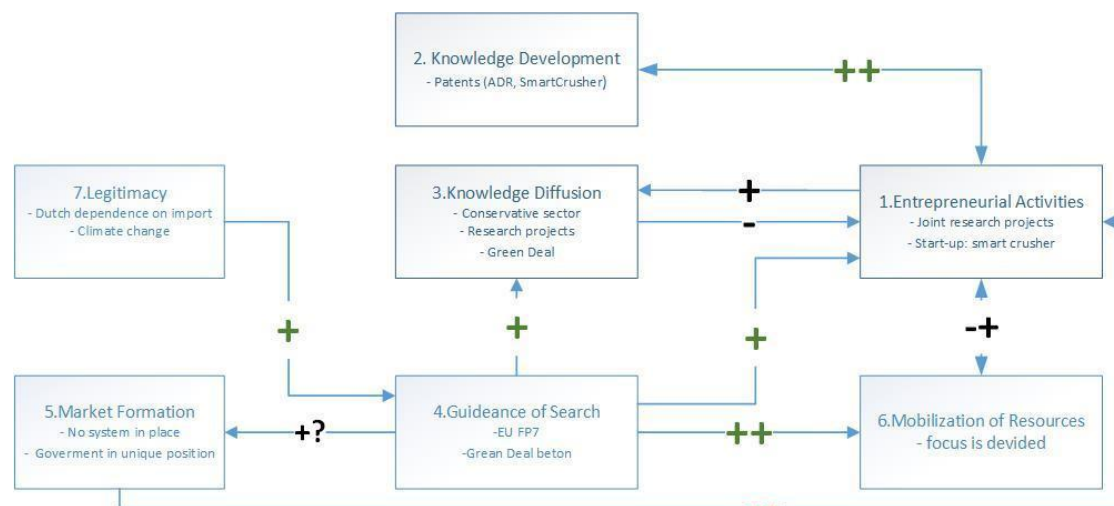 2. Knowledge Development
- Patents (ADR, SmartCrusher)
++
7.Legitimacy
- Dutch dependence on import
- Climate change
3.Knowledge Diffusion
- Conservative sector
- Research projects
- Green Deal
+
-
1.Entrepreneurial Activities
- Joint research projects
- Start-up: smart crusher
+
+
+
-+
5.Market Formation
- No system in place
- Goverment in unique position
+?
4.Guideance of Search
-EU FP7
-Grean Deal beton
++
6.Mobilization of Resources
- focus is devided